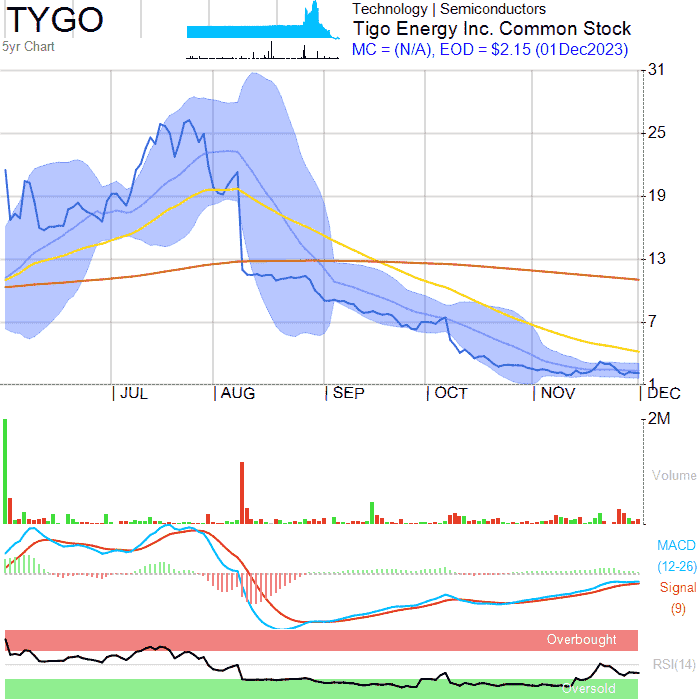 TYGO
5yr Chart
Technology | Semiconductors
Tigo Energy Inc. Common Stock
MC = (N/A), EOD = $2.15 (01Dec2023)
31
25
19
13
7
1
JUL
AUG
SEP
OCT
NOV
DEC
2M
Volume
MACD
(12-26)
Signal
(9)
Overbought
RSI(14)
Oversold